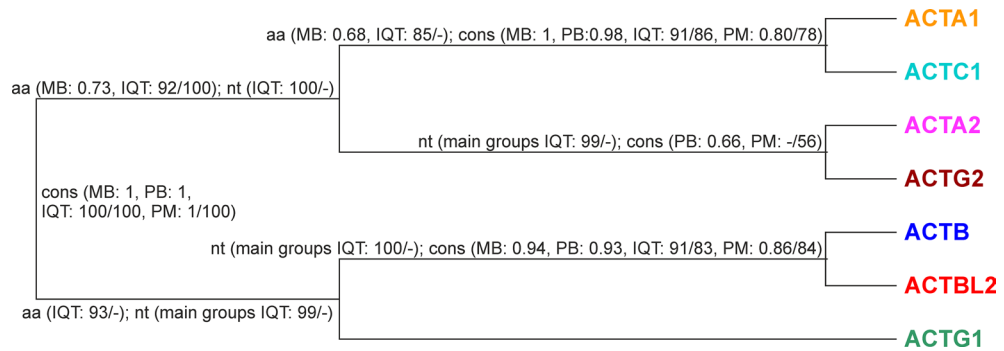 ACTA1
aa (MB: 0.68, IQT: 85/-); cons (MB: 1, PB:0.98, IQT: 91/86, PM: 0.80/78)
ACTC1
aa (MB: 0.73, IQT: 92/100); nt (IQT: 100/-)
ACTA2
nt (main groups IQT: 99/-); cons (PB: 0.66, PM: -/56)
ACTG2
cons (MB: 1, PB: 1,
IQT: 100/100, PM: 1/100)
ACTB
nt (main groups IQT: 100/-); cons (MB: 0.94, PB: 0.93, IQT: 91/83, PM: 0.86/84)
ACTBL2
aa (IQT: 93/-); nt (main groups IQT: 99/-)
ACTG1